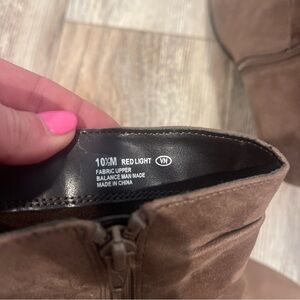 10½M RED LIGHT VN
FABRIC UPPER
BALANCE MAN MADE
MADE IN CHINA